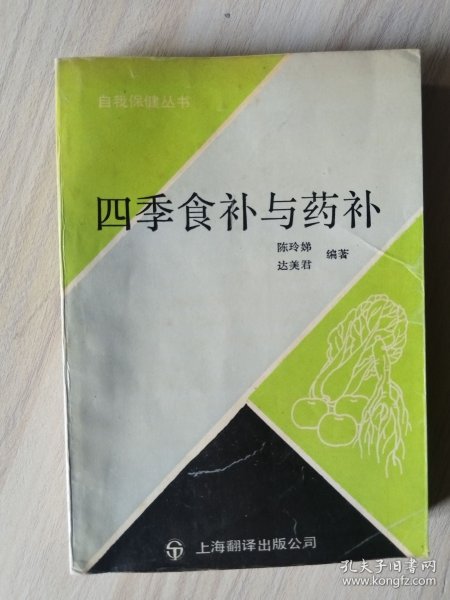 自我保健丛书
四季食补与药补
陈玲娣
达美君 编著
上海翻译出版公司
孔夫子旧书网
www.kongfz.com